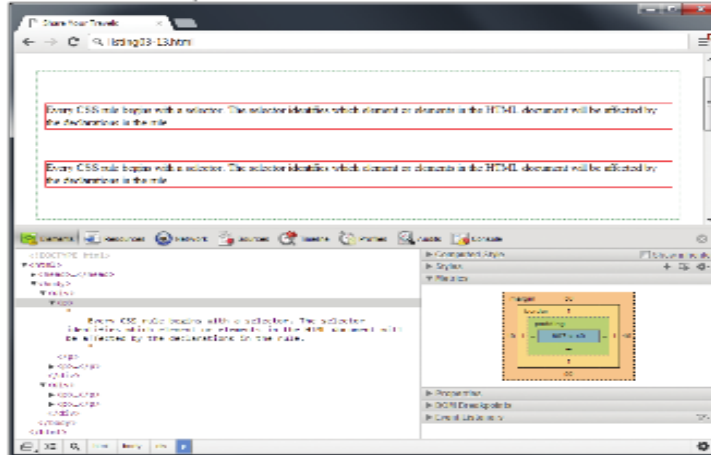 Share Your Travels
listing03-13.html
Every CSS rule begins with a selector. The selector identifies which element or elements in the HTML document will be affected by
the declarations in the rule
Every CSS rule begins with a selector. The selector identifies which element or elements in the HTML document will be affected by
the declarations in the rule
Elements Resources Network Sources Timeline Profiles Audits Console
<!DOCTYPE html>
<html>
<head>…</head>
<body>
<div>
<p>
"
Every CSS rule begins with a selector. The selector
identifies which element or elements in the HTML document will
be affected by the declarations in the rule.
"
</p>
<p>…</p>
</div>
<div>
<p>…</p>
<p>…</p>
</div>
</body>
</html>
Computed Style
Styles
Metrics
margin
border
padding
Properties
DOM Breakpoints
Event Listeners
html body div p